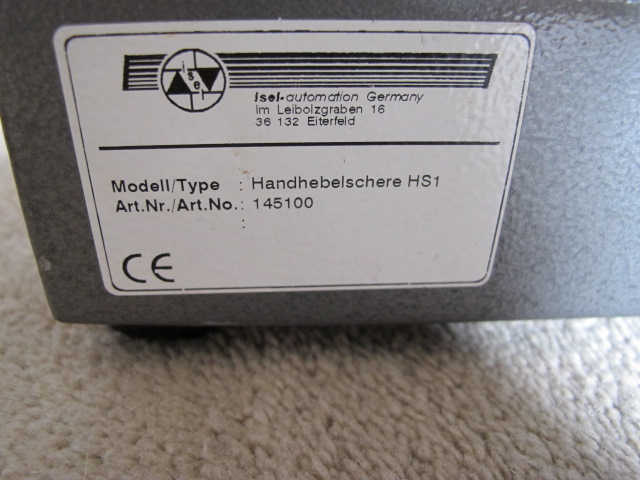 isel
isel-automation Germany
Im Leibolzgraben 16
36 132 Eiterfeld
Modell/Type : Handhebelschere HS1
Art.Nr./Art.No.: 145100
:
CE